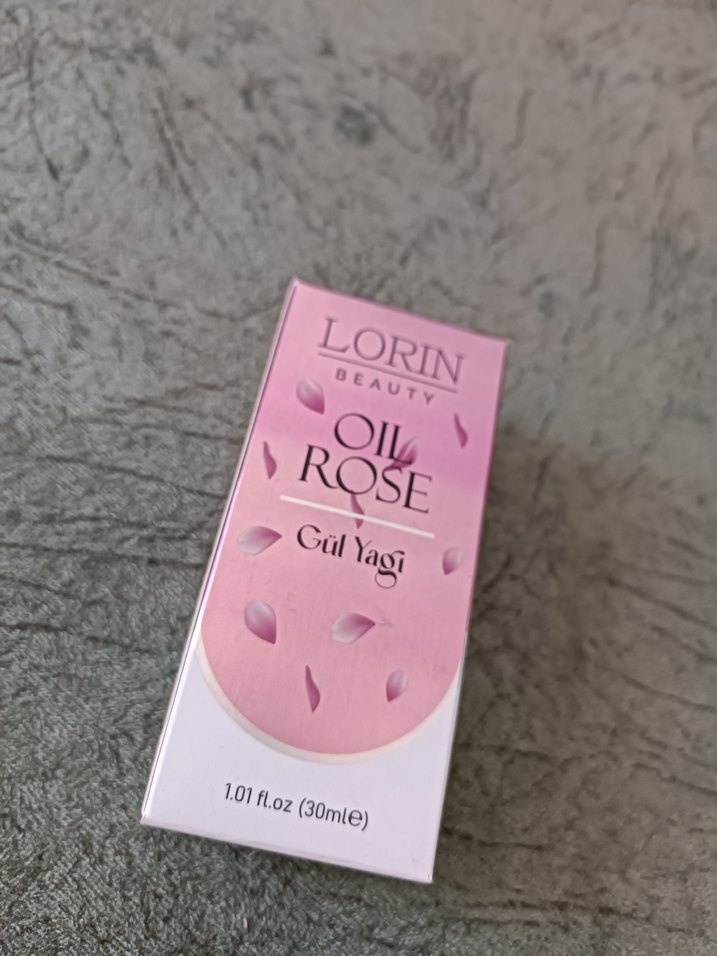 LORIN
BEAUTY
OIL
ROSE
Gül Yagi
1.01 fl.oz (30ml℮)